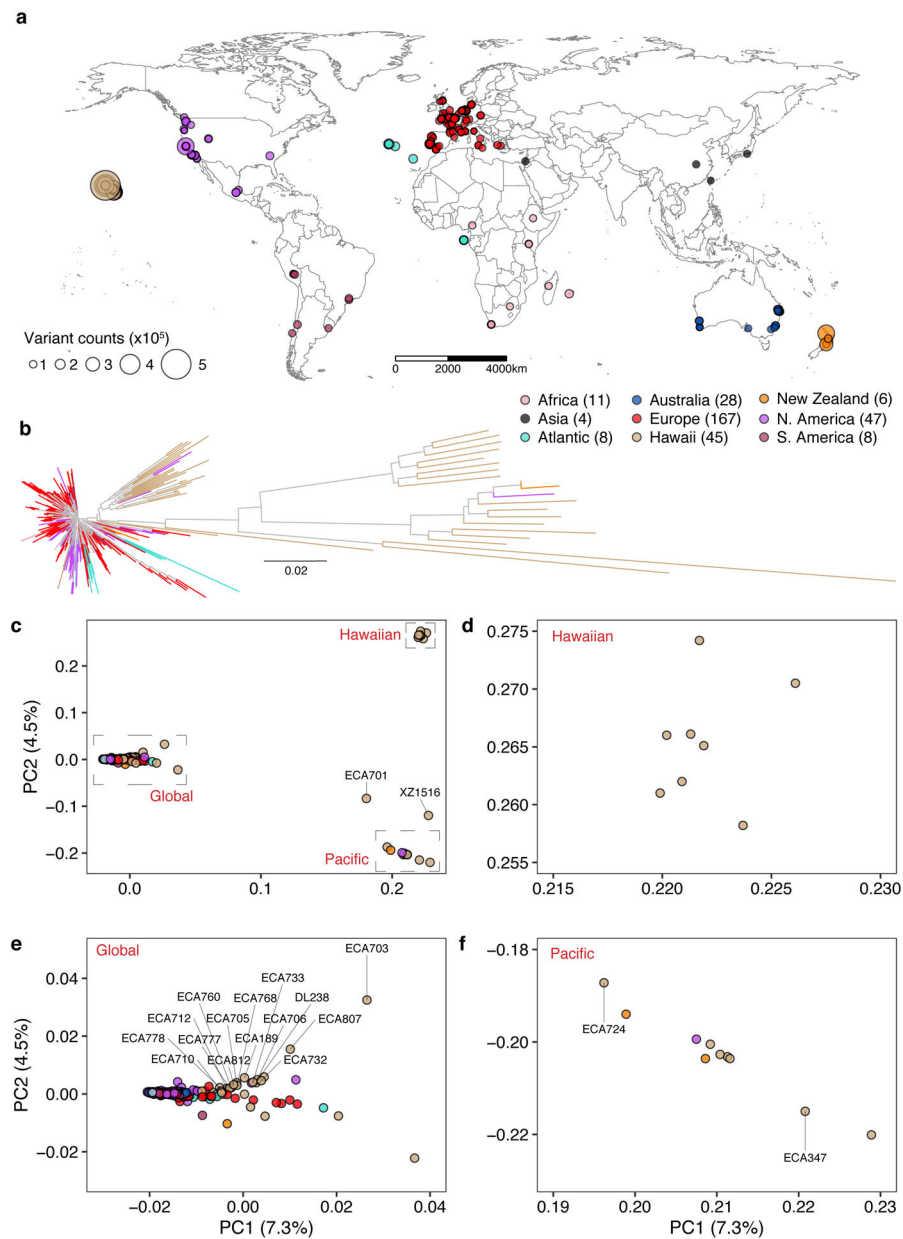 a
Variant counts (x10⁵)
1 2 3 4 5
0 2000 4000km
Africa (11) Australia (28) New Zealand (6)
Asia (4) Europe (167) N. America (47)
Atlantic (8) Hawaii (45) S. America (8)
b
0.02
c
Hawaiian
Global
Pacific
ECA701
XZ1516
PC2 (4.5%)
0.2
0.1
0.0
−0.1
−0.2
0.0 0.1 0.2
d
Hawaiian
0.275
0.270
0.265
0.260
0.255
0.215 0.220 0.225 0.230
e
Global
ECA703
ECA733
ECA760 ECA768 DL238
ECA712 ECA705 ECA706 ECA807
ECA778 ECA777 ECA189
ECA710 ECA812 ECA732
PC2 (4.5%)
0.04
0.02
0.00
−0.02
−0.02 0.00 0.02 0.04
PC1 (7.3%)
f
Pacific
ECA724
ECA347
−0.18
−0.20
−0.22
0.19 0.20 0.21 0.22 0.23
PC1 (7.3%)